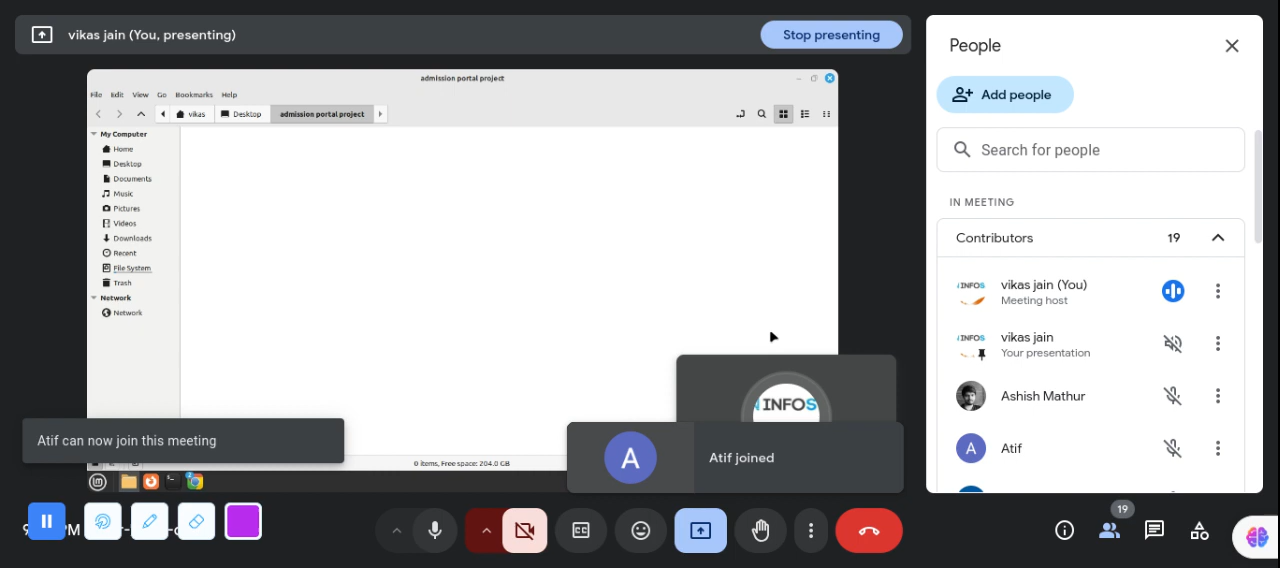 vikas jain (You, presenting)
Stop presenting
admission portal project
File Edit View Go Bookmarks Help
vikas Desktop admission portal project
My Computer
Home
Desktop
Documents
Music
Pictures
Videos
Downloads
Recent
File System
Trash
Network
Network
0 items, Free space: 204.0 GB
INFOS
Atif can now join this meeting
A
Atif joined
People
Add people
Search for people
IN MEETING
Contributors 19
INFOS
vikas jain (You)
Meeting host
INFOS
vikas jain
Your presentation
Ashish Mathur
A
Atif
CC
19